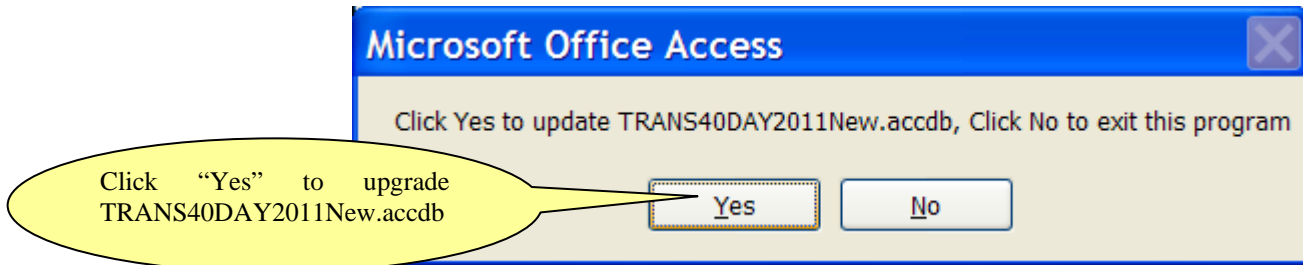 Microsoft Office Access
Click Yes to update TRANS40DAY2011New.accdb, Click No to exit this program
Click “Yes” to upgrade
TRANS40DAY2011New.accdb
Yes No